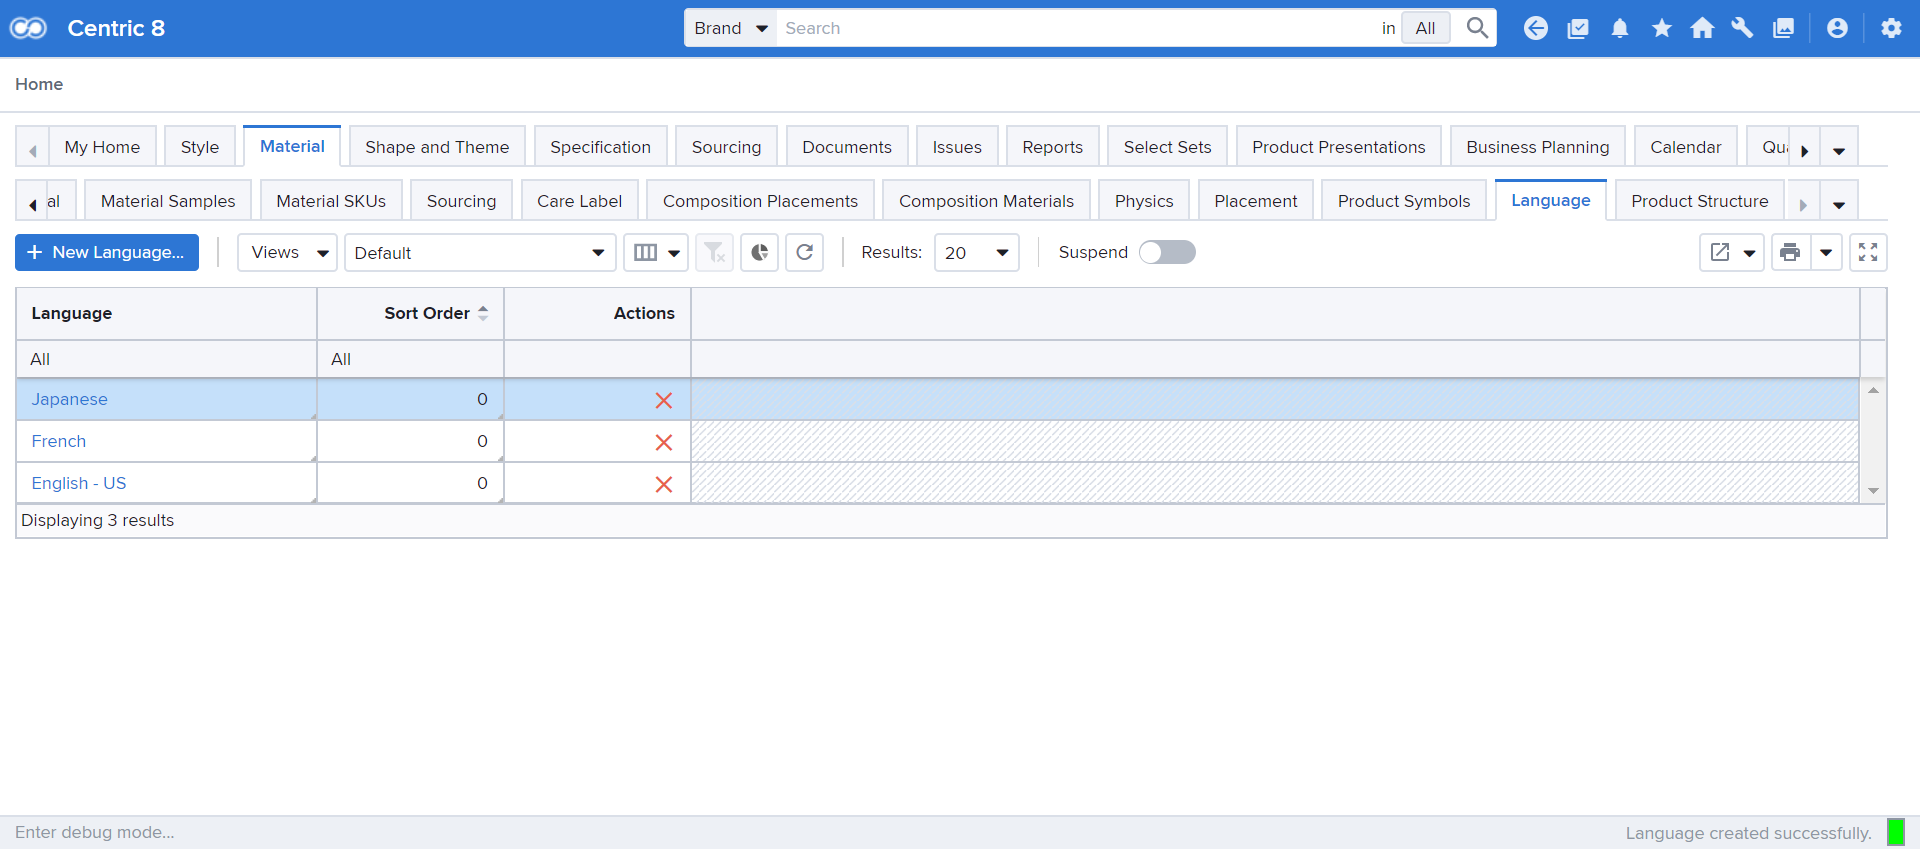 Centric 8
Brand Search in All
Home
My Home Style Material Shape and Theme Specification Sourcing Documents Issues Reports Select Sets Product Presentations Business Planning Calendar Qu
al Material Samples Material SKUs Sourcing Care Label Composition Placements Composition Materials Physics Placement Product Symbols Language Product Structure
+ New Language... Views Default Results: 20 Suspend
Language Sort Order Actions
All All
Japanese 0
French 0
English - US 0
Displaying 3 results
Enter debug mode... Language created successfully.